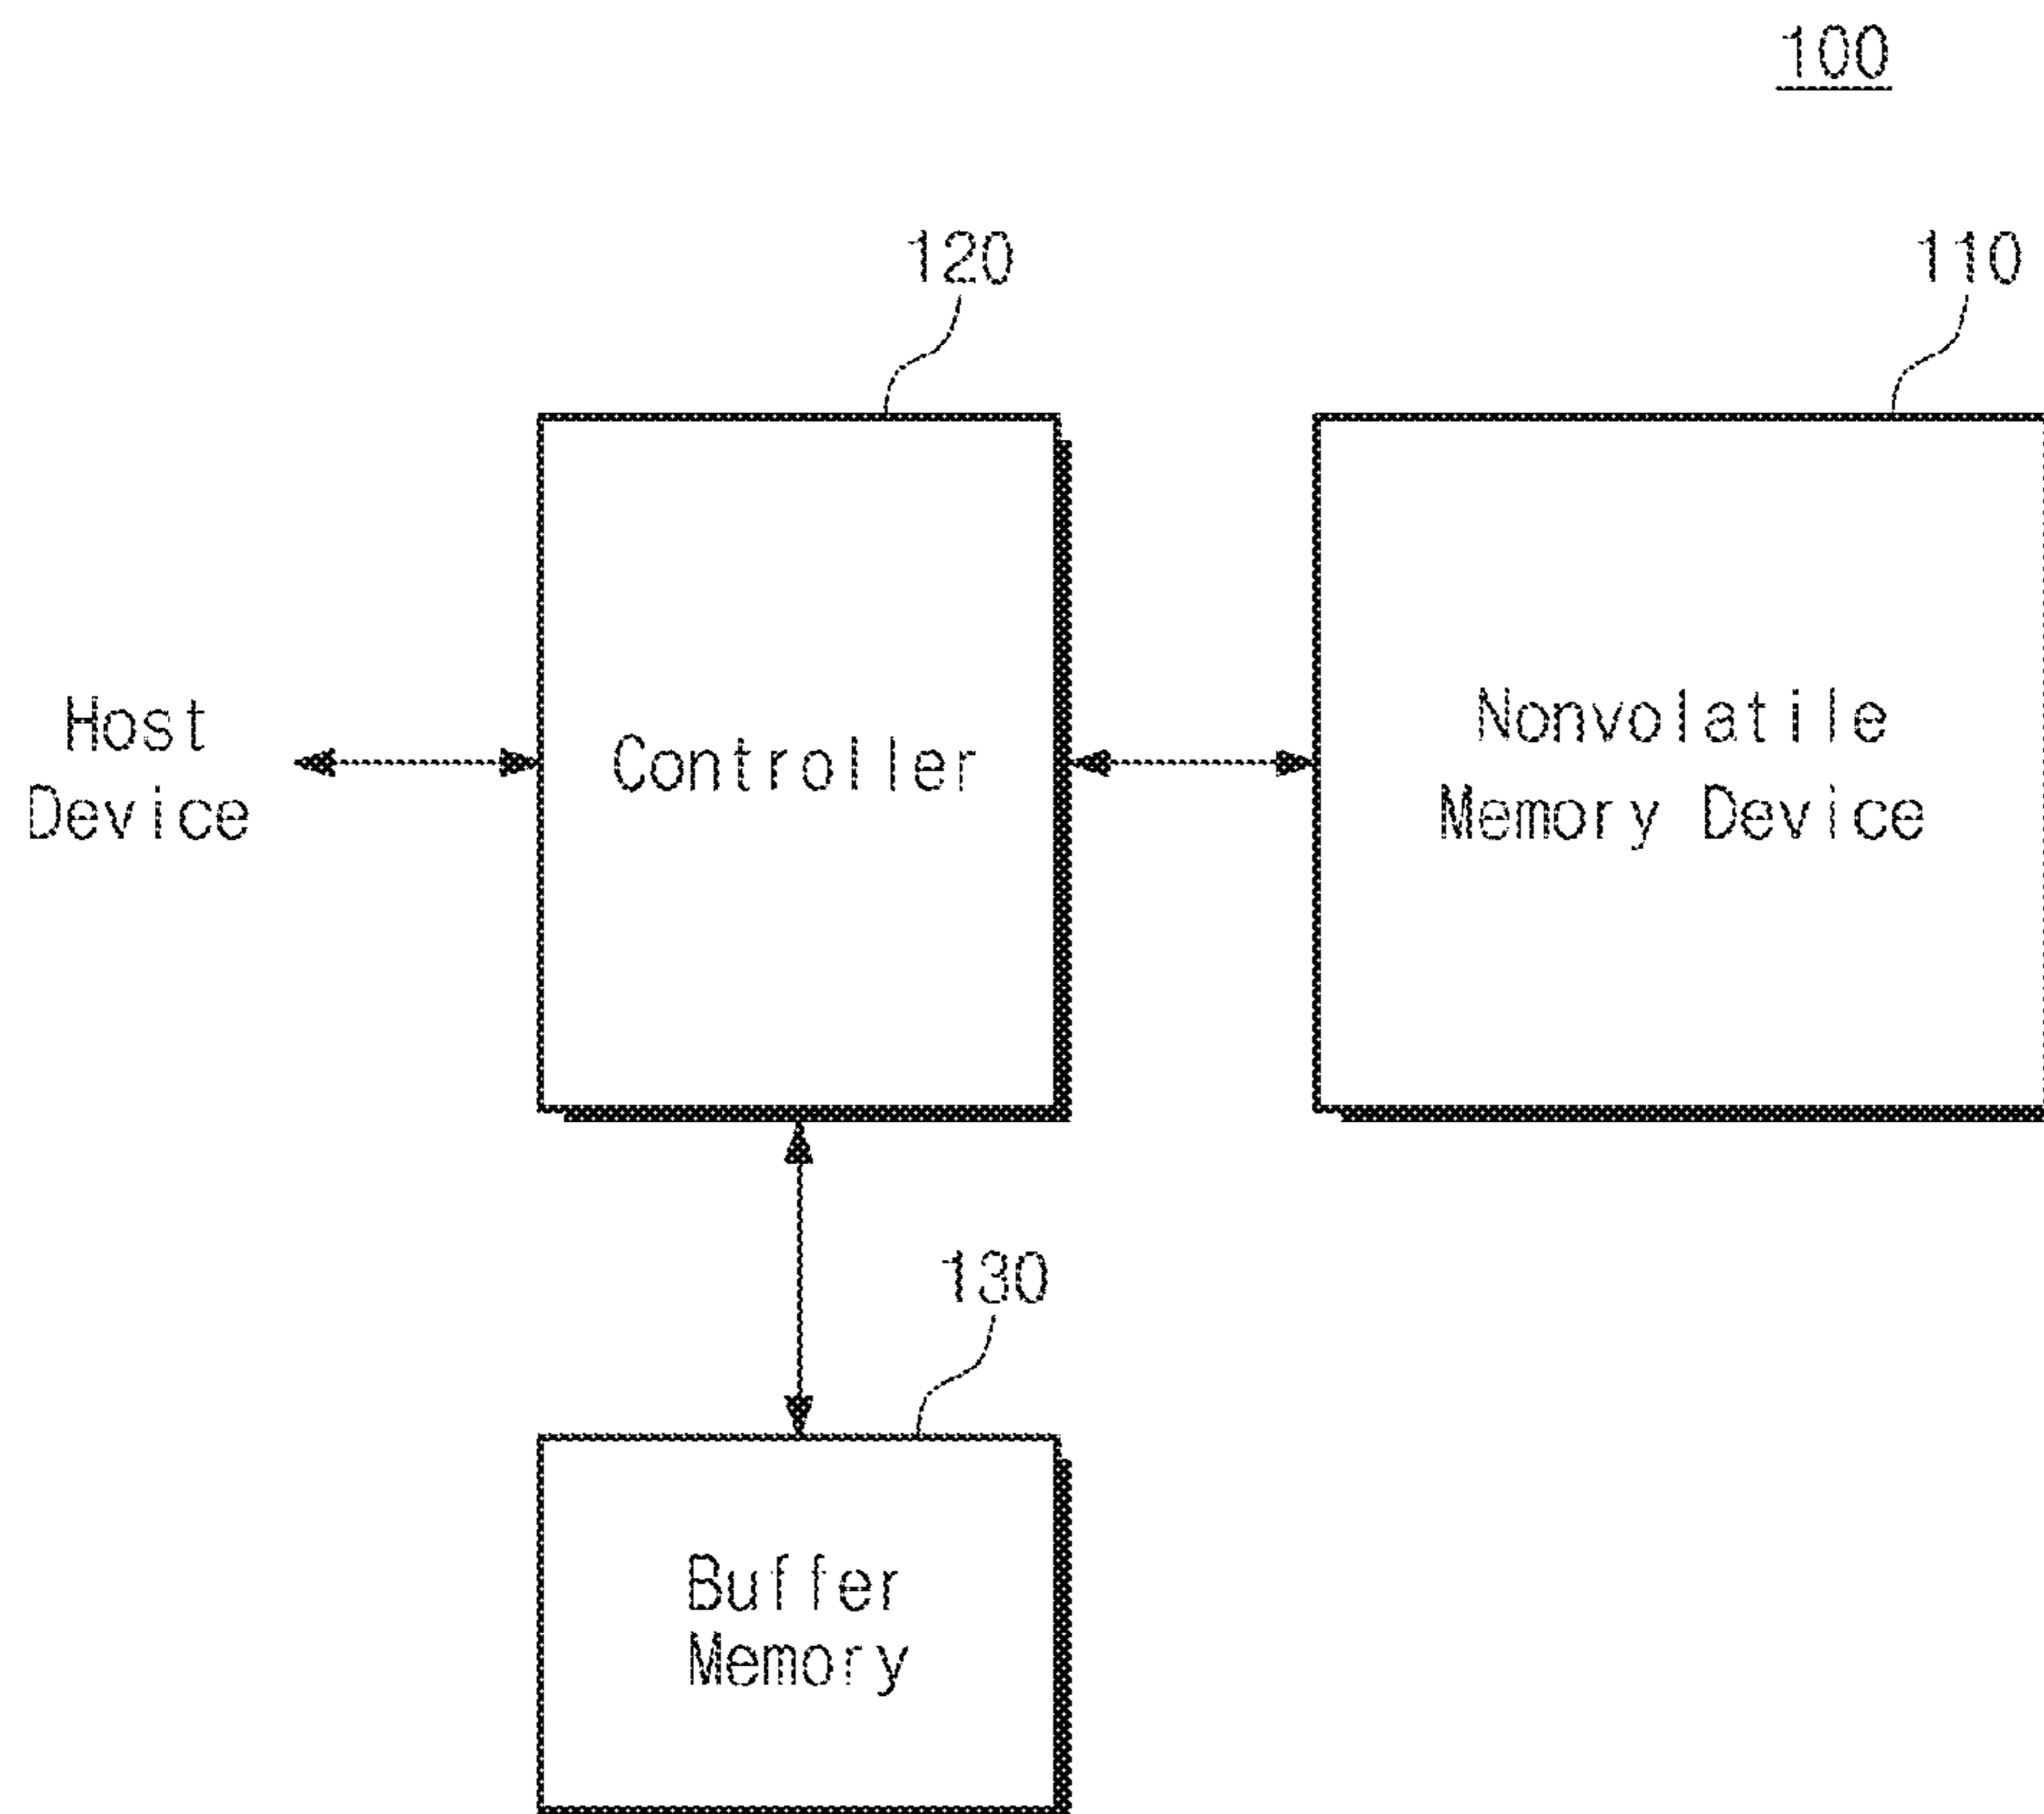 100
120
110
Host
Device
Controller
Nonvolatile
Memory Device
130
Buffer
Memory